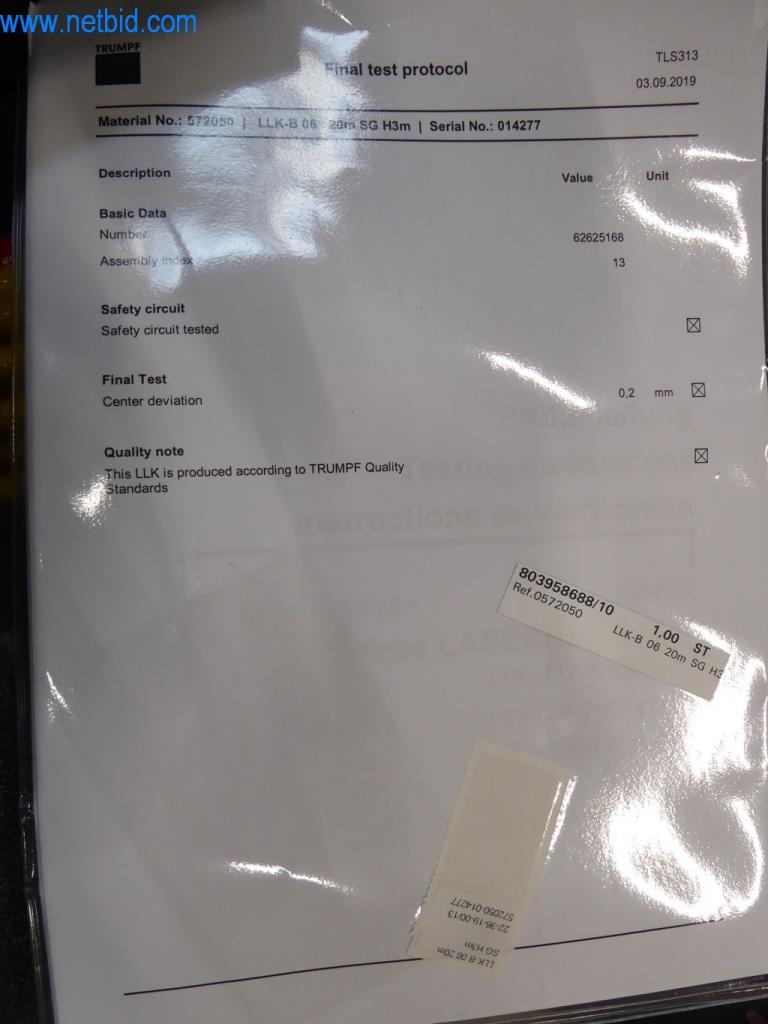 www.netbid.com
TRUMPF
Final test protocol
TLS313
03.09.2019
Material No.: 572050 | LLK-B 06 20m SG H3m | Serial No.: 014277
Description Value Unit
Basic Data
Number 62625168
Assembly index 13
Safety circuit
Safety circuit tested ☒
Final Test
Center deviation 0,2 mm ☒
Quality note ☒
This LLK is produced according to TRUMPF Quality
Standards
Prüfanleitung
Testing instructions
Instructions de vérification
803958688/10 1,00 ST
Ref.0572050 LLK-B 06 20m SG H3
LLK-B 06 20m
SG H3m
22-36-19-00/13
572050-014277